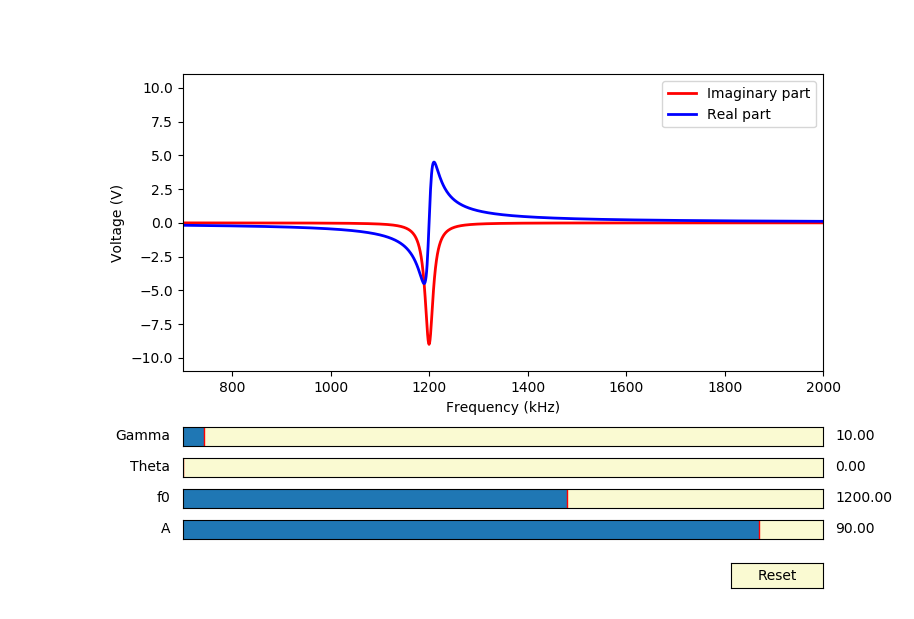 10.0
7.5
5.0
2.5
0.0
−2.5
−5.0
−7.5
−10.0
Voltage (V)
Imaginary part
Real part
800 1000 1200 1400 1600 1800 2000
Frequency (kHz)
Gamma 10.00
Theta 0.00
f0 1200.00
A 90.00
Reset